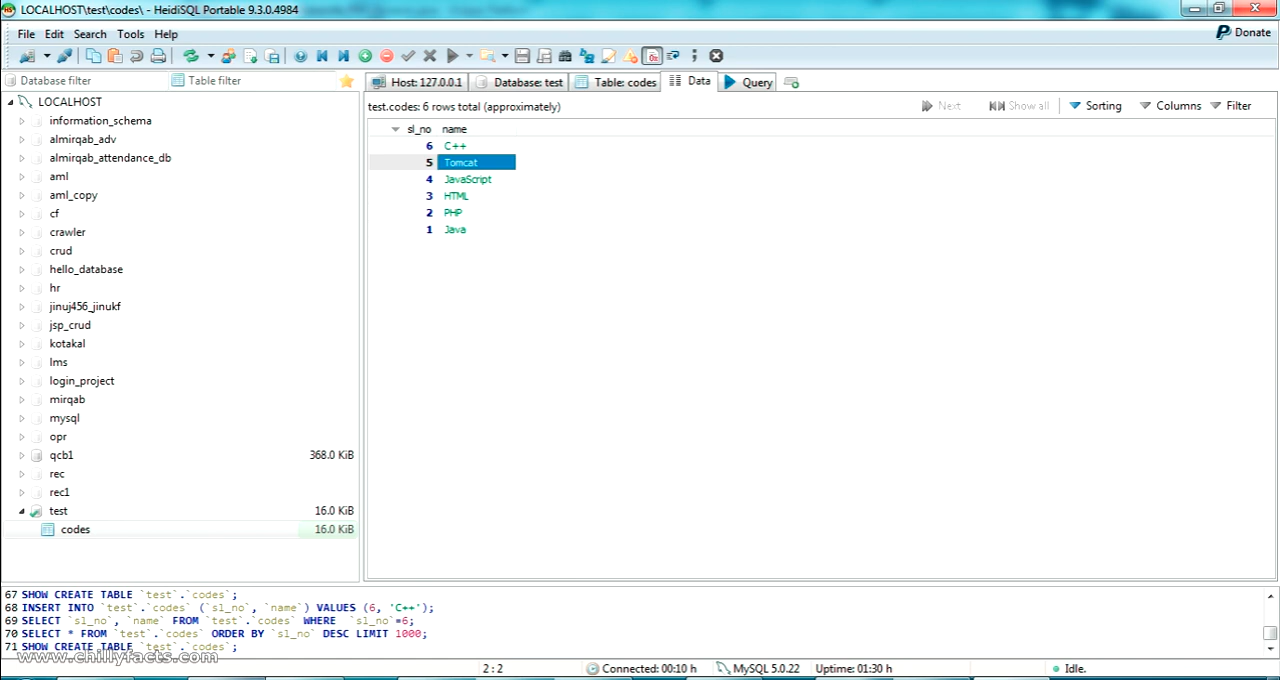 LOCALHOST\test\codes\ - HeidiSQL Portable 9.3.0.4984
File Edit Search Tools Help
Donate
Database filter Table filter
Host: 127.0.0.1 Database: test Table: codes Data Query
test.codes: 6 rows total (approximately)
Next Show all Sorting Columns Filter
LOCALHOST
information_schema
almirqab_adv
almirqab_attendance_db
aml
aml_copy
cf
crawler
crud
hello_database
hr
jinuj456_jinukf
jsp_crud
kotakal
lms
login_project
mirqab
mysql
opr
qcb1 368.0 KiB
rec
rec1
test 16.0 KiB
codes 16.0 KiB
sl_no name
6 C++
5 Tomcat
4 JavaScript
3 HTML
2 PHP
1 Java
67 SHOW CREATE TABLE `test`.`codes`;
68 INSERT INTO `test`.`codes` (`sl_no`, `name`) VALUES (6, 'C++');
69 SELECT `sl_no`, `name` FROM `test`.`codes` WHERE  `sl_no`=6;
70 SELECT * FROM `test`.`codes` ORDER BY `sl_no` DESC LIMIT 1000;
71 SHOW CREATE TABLE `test`.`codes`;
www.chillyfacts.com
2 : 2 Connected: 00:10 h MySQL 5.0.22 Uptime: 01:30 h Idle.